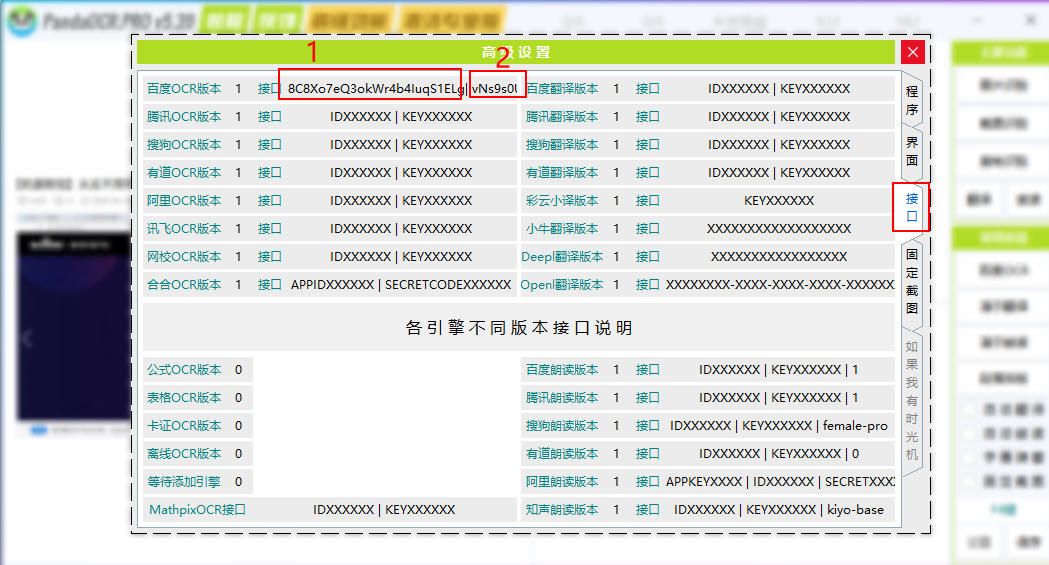 PandaOCR.PRO v5.39
1
2
高级设置
百度OCR版本 1 接口 8C8Xo7eQ3okWr4b4IuqS1ELg| vNs9s0U
百度翻译版本 1 接口 IDXXXXXX | KEYXXXXXX
腾讯OCR版本 1 接口 IDXXXXXX | KEYXXXXXX
腾讯翻译版本 1 接口 IDXXXXXX | KEYXXXXXX
搜狗OCR版本 1 接口 IDXXXXXX | KEYXXXXXX
搜狗翻译版本 1 接口 IDXXXXXX | KEYXXXXXX
有道OCR版本 1 接口 IDXXXXXX | KEYXXXXXX
有道翻译版本 1 接口 IDXXXXXX | KEYXXXXXX
阿里OCR版本 1 接口 IDXXXXXX | KEYXXXXXX
彩云小译版本 1 接口 KEYXXXXXX
讯飞OCR版本 1 接口 IDXXXXXX | KEYXXXXXX
小牛翻译版本 1 接口 XXXXXXXXXXXXXXXXXX
网校OCR版本 1 接口 IDXXXXXX | KEYXXXXXX
Deepl翻译版本 1 接口 XXXXXXXXXXXXXXXXX
合合OCR版本 1 接口 APPIDXXXXXX | SECRETCODEXXXXXX
Openl翻译版本 1 接口 XXXXXXXX-XXXX-XXXX-XXXX-XXXXXX
各引擎不同版本接口说明
公式OCR版本 0
百度朗读版本 1 接口 IDXXXXXX | KEYXXXXXX | 1
表格OCR版本 0
腾讯朗读版本 1 接口 IDXXXXXX | KEYXXXXXX | 1
卡证OCR版本 0
搜狗朗读版本 1 接口 IDXXXXXX | KEYXXXXXX | female-pro
离线OCR版本 0
有道朗读版本 1 接口 IDXXXXXX | KEYXXXXXX | 0
等待添加引擎 0
阿里朗读版本 1 接口 APPKEYXXXX | IDXXXXXX | SECRETXXX
MathpixOCR接口 IDXXXXXX | KEYXXXXXX
知声朗读版本 1 接口 IDXXXXXX | KEYXXXXXX | kiyo-base
程序
界面
接口
固定截图
如果我有时光机